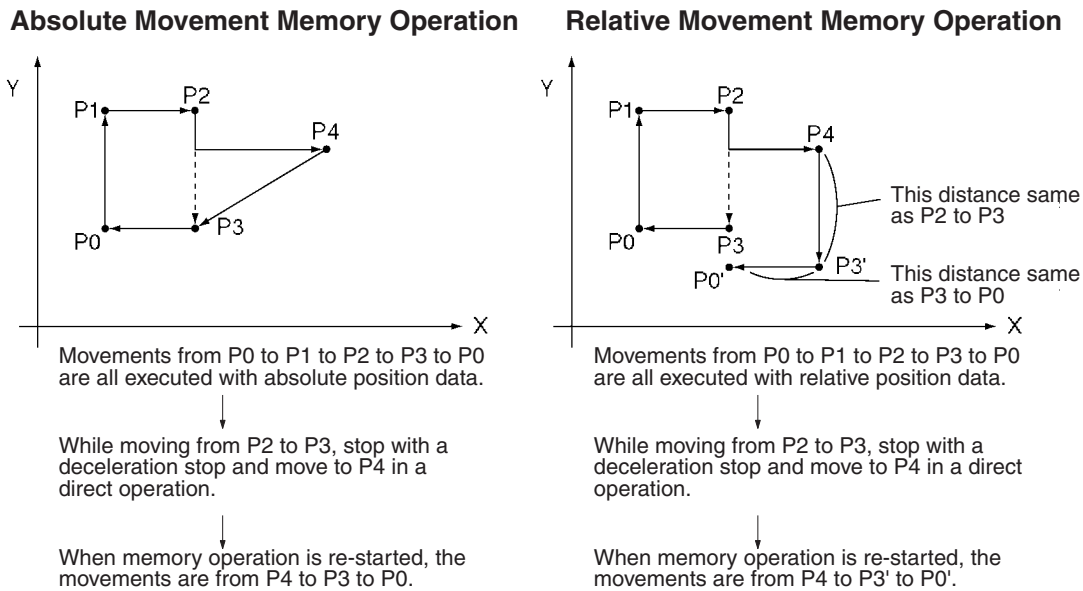 Absolute Movement Memory Operation
Y
P1
P2
P4
P0
P3
X
Movements from P0 to P1 to P2 to P3 to P0
are all executed with absolute position data.
While moving from P2 to P3, stop with a
deceleration stop and move to P4 in a
direct operation.
When memory operation is re-started, the
movements are from P4 to P3 to P0.
Relative Movement Memory Operation
Y
P1
P2
P4
This distance same
as P2 to P3
P0
P3
P3'
P0'
This distance same
as P3 to P0
X
Movements from P0 to P1 to P2 to P3 to P0
are all executed with relative position data.
While moving from P2 to P3, stop with a
deceleration stop and move to P4 in a direct
operation.
When memory operation is re-started, the
movements are from P4 to P3' to P0'.